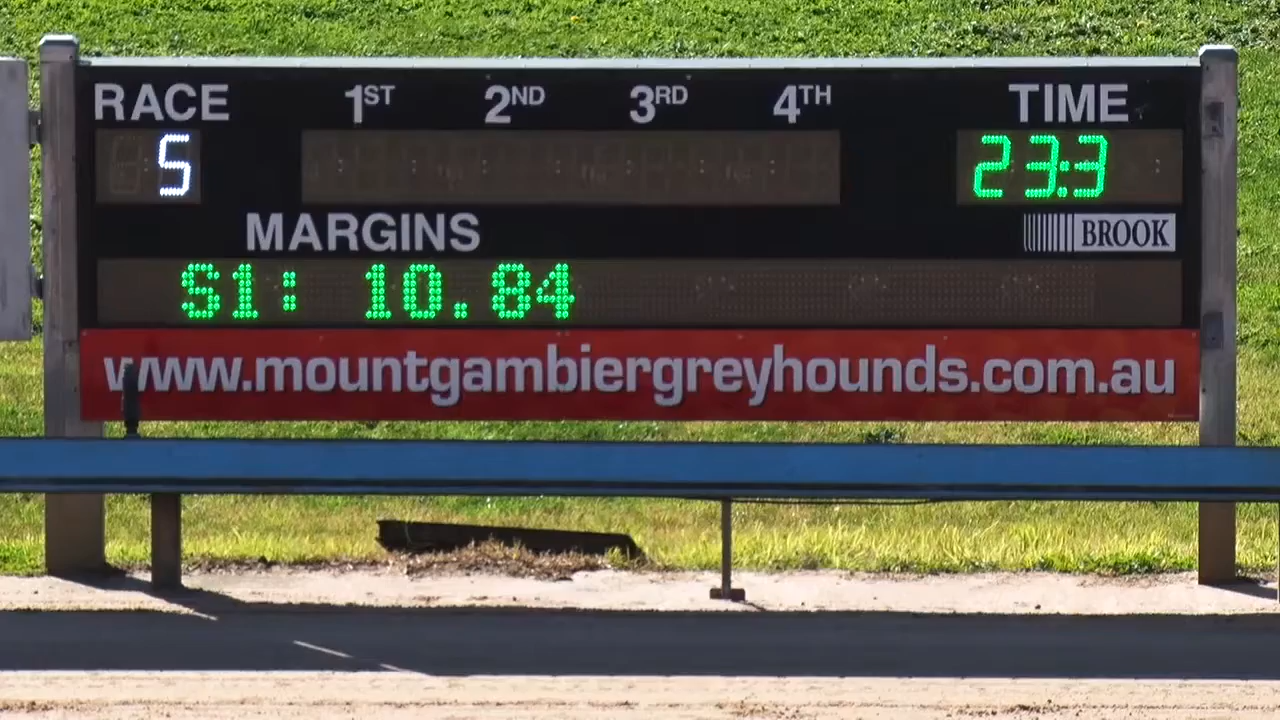 RACE 1ST 2ND 3RD 4TH TIME
5 23:3
MARGINS BROOK
S1: 10.84
www.mountgambiergreyhounds.com.au